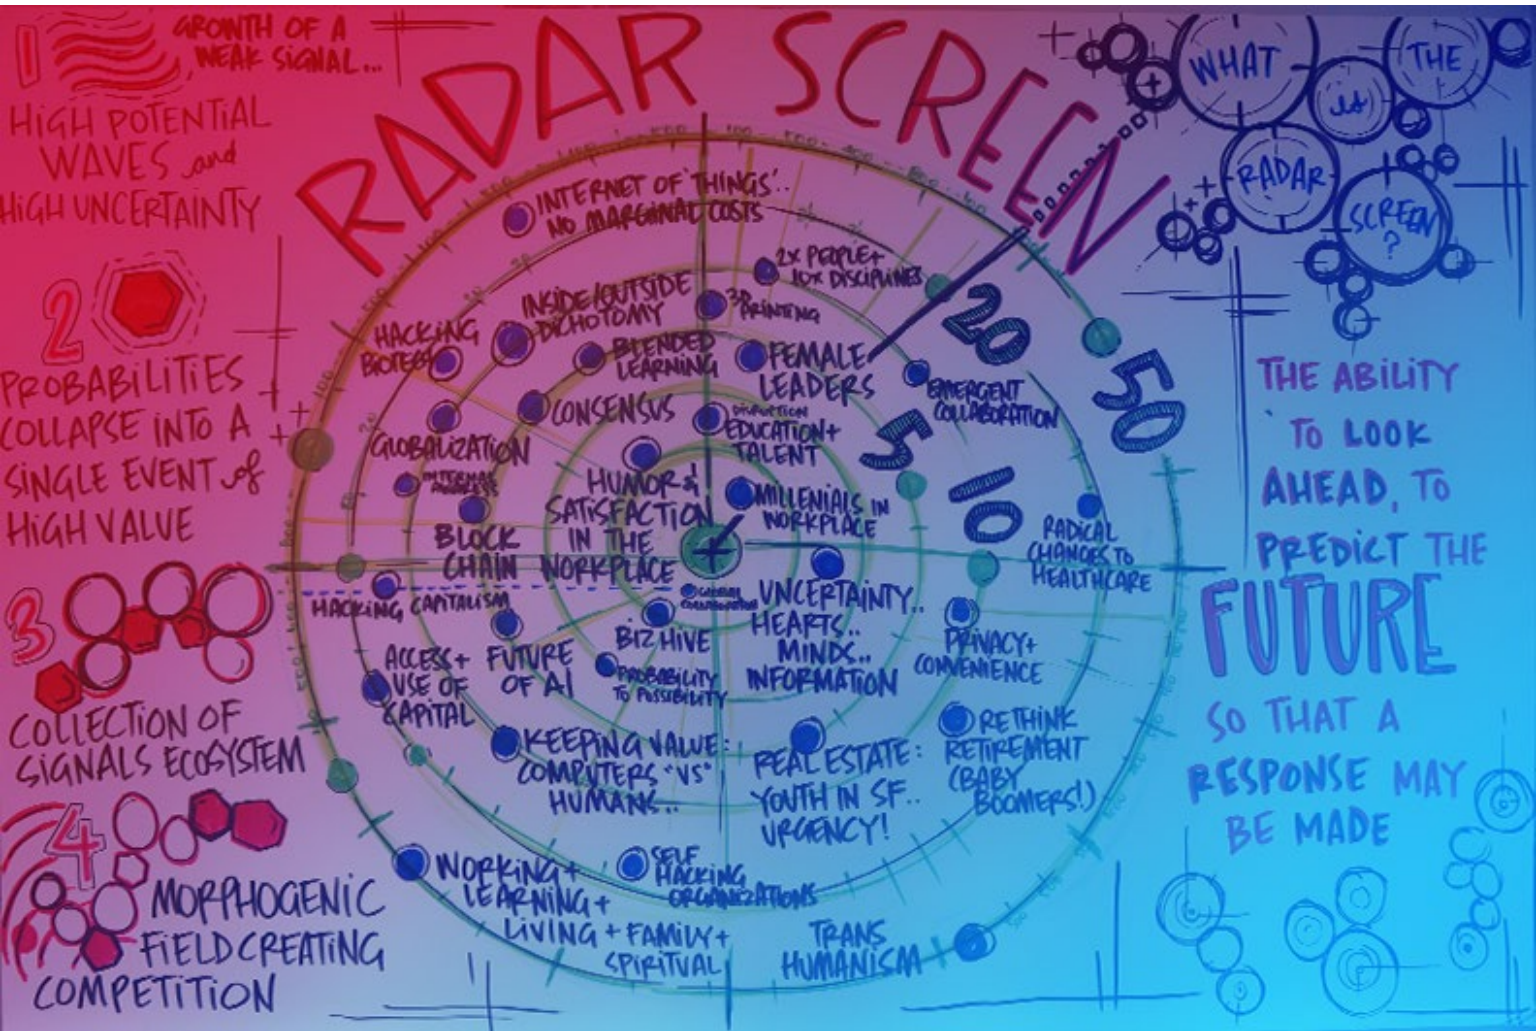 RADAR SCREEN
1
GROWTH OF A
WEAK SIGNAL...
HIGH POTENTIAL
WAVES and
HIGH UNCERTAINTY
2
PROBABILITIES
COLLAPSE INTO A
SINGLE EVENT of
HIGH VALUE
3
COLLECTION OF
SIGNALS ECOSYSTEM
4
MORPHOGENIC
FIELD CREATING
COMPETITION
INTERNET OF 'THINGS'..
NO MARGINAL COSTS
2X PEOPLE+
10X DISCIPLINES
3D PRINTING
INSIDE/OUTSIDE
DICHOTOMY
HACKING
BIOTECH
BLENDED
LEARNING
FEMALE
LEADERS
EMERGENT
COLLABORATION
CONSENSUS
DISRUPTION
EDUCATION+
TALENT
GLOBALIZATION
HUMOR &
SATISFACTION
IN THE
WORKPLACE
MILLENIALS IN
WORKPLACE
BLOCK
CHAIN
RADICAL
CHANGES TO
HEALTHCARE
HACKING CAPITALISM
GLOBAL
COLLABORATION
UNCERTAINTY..
HEARTS..
MINDS..
INFORMATION
BIZ HIVE
PRIVACY+
CONVENIENCE
ACCESS+
USE OF
CAPITAL
FUTURE
OF AI
PROBABILITY
TO POSSIBILITY
KEEPING VALUE:
COMPUTERS "VS"
HUMANS...
REAL ESTATE:
YOUTH IN SF..
URGENCY!
RETHINK
RETIREMENT
(BABY
BOOMERS!)
WORKING+
LEARNING+
LIVING+FAMILY+
SPIRITUAL
SELF
HACKING
ORGANIZATIONS
TRANS
HUMANISM
5
10
20
50
WHAT
is
THE
RADAR
SCREEN
?
THE ABILITY
TO LOOK
AHEAD, TO
PREDICT THE
FUTURE
SO THAT A
RESPONSE MAY
BE MADE